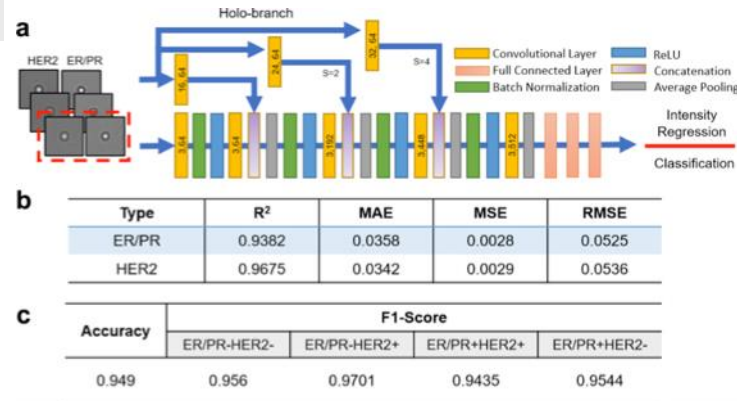 a
Holo-branch
HER2 ER/PR
16, 64
24, 64
S=2
32, 64
S=4
Convolutional Layer
Full Connected Layer
Batch Normalization
ReLU
Concatenation
Average Pooling
3,64
3,64
3,192
3,448
3,512
Intensity
Regression
Classification
b
Type R² MAE MSE RMSE
ER/PR 0.9382 0.0358 0.0028 0.0525
HER2 0.9675 0.0342 0.0029 0.0536
c
Accuracy F1-Score
ER/PR-HER2- ER/PR-HER2+ ER/PR+HER2+ ER/PR+HER2-
0.949 0.956 0.9701 0.9435 0.9544